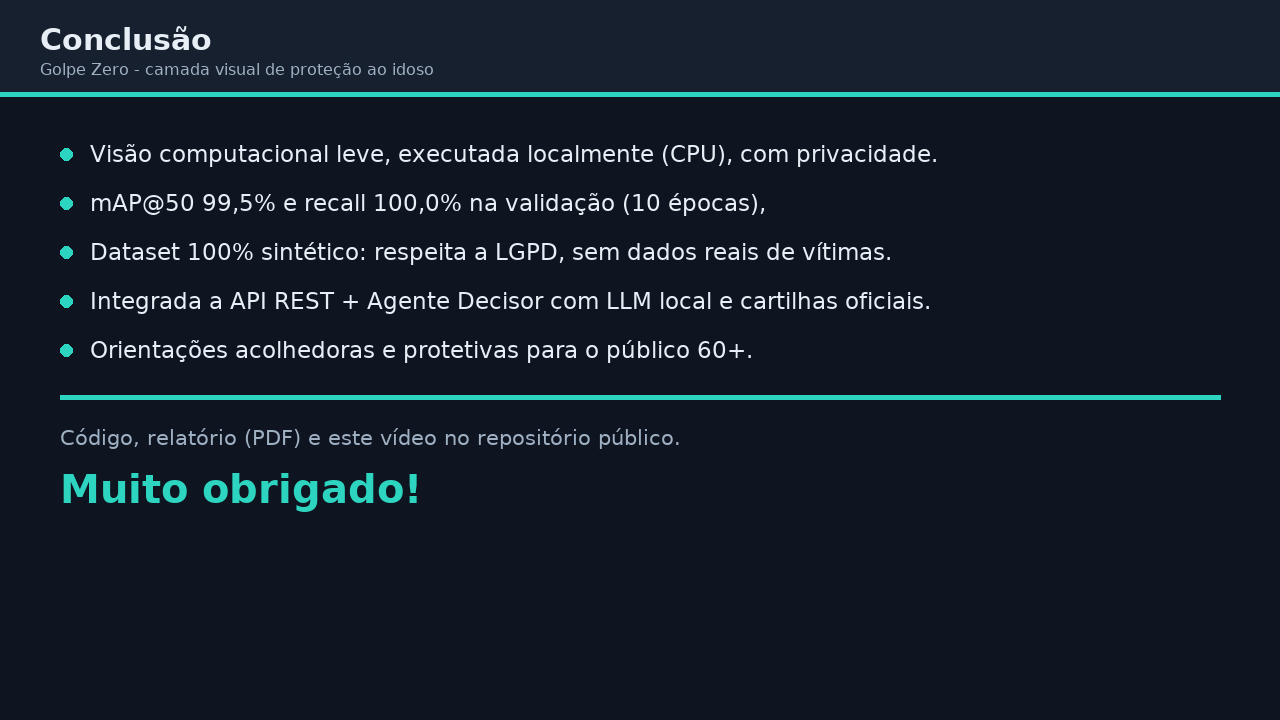 Conclusão
Golpe Zero - camada visual de proteção ao idoso
Visão computacional leve, executada localmente (CPU), com privacidade.
mAP@50 99,5% e recall 100,0% na validação (10 épocas),
Dataset 100% sintético: respeita a LGPD, sem dados reais de vítimas.
Integrada a API REST + Agente Decisor com LLM local e cartilhas oficiais.
Orientações acolhedoras e protetivas para o público 60+.
Código, relatório (PDF) e este vídeo no repositório público.
Muito obrigado!